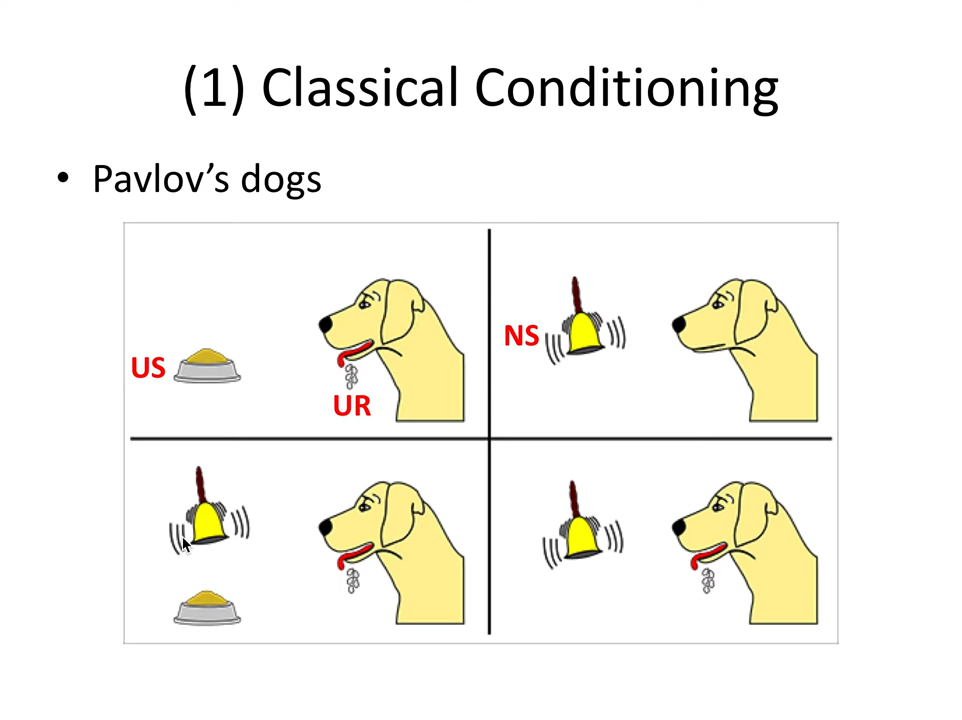 (1) Classical Conditioning
• Pavlov’s dogs
US
UR
NS